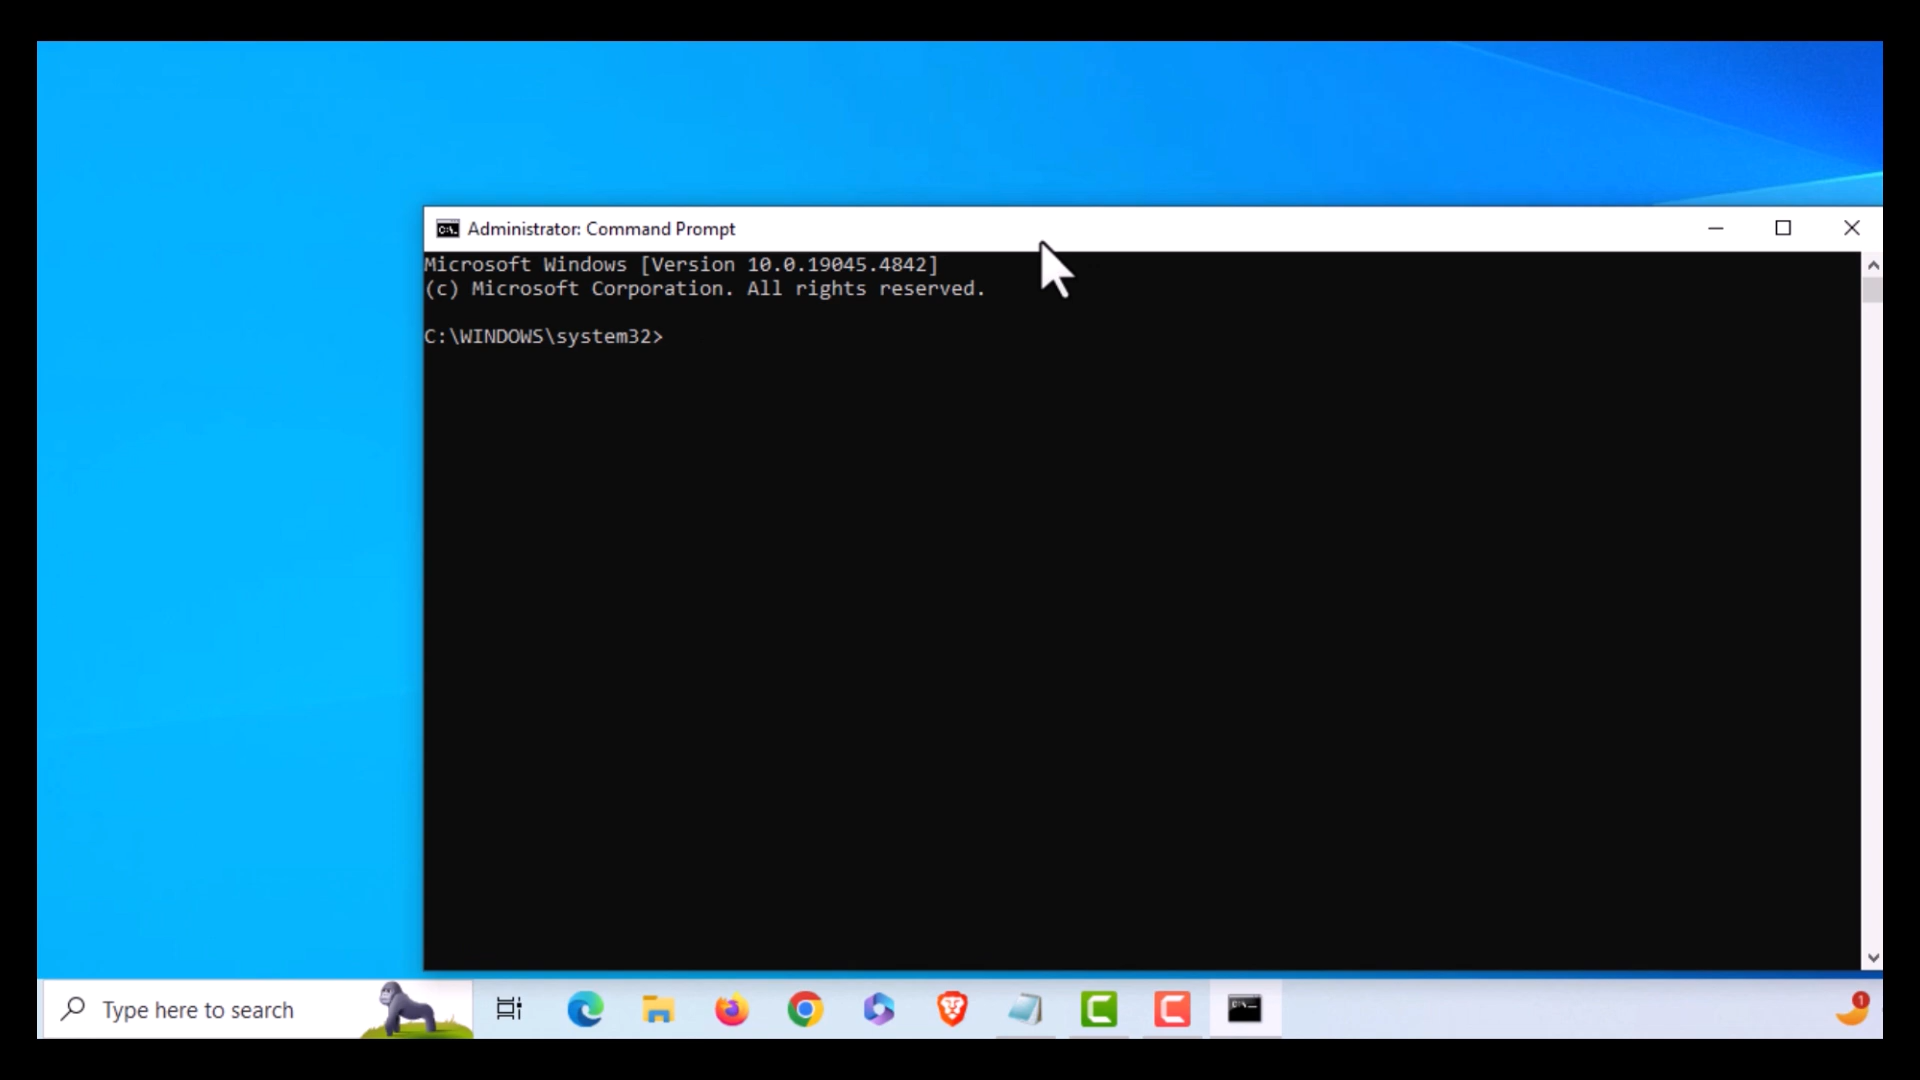 Administrator: Command Prompt
Microsoft Windows [Version 10.0.19045.4842]
(c) Microsoft Corporation. All rights reserved.
C:\WINDOWS\system32>
Type here to search
1